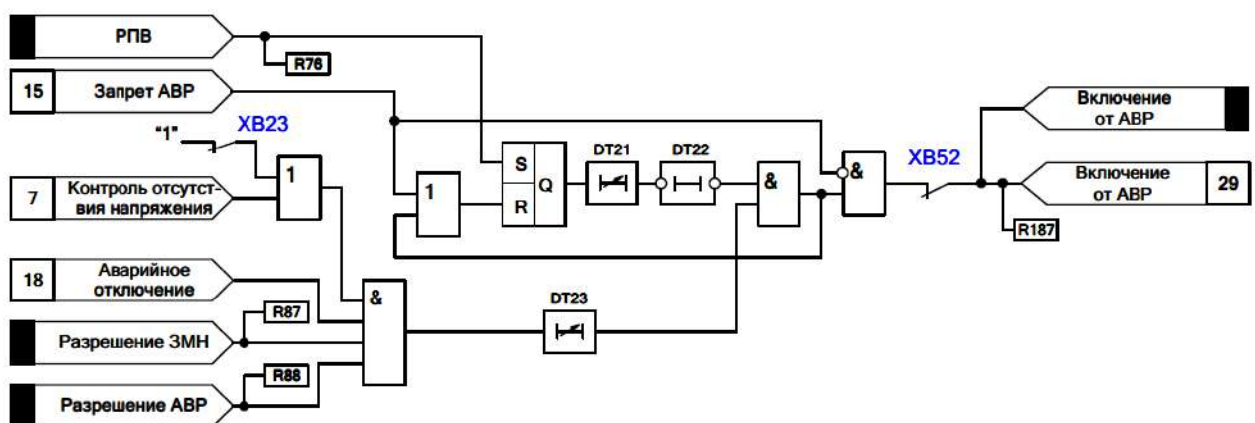 РПВ
R76
15 Запрет АВР
"1" XB23
1
7 Контроль отсутст-
вия напряжения
18 Аварийное
отключение
R87
Разрешение ЗМН
R88
Разрешение АВР
&
1
S
R
Q
DT21
DT22
DT23
&
&
XB52
Включение
от АВР
Включение
от АВР 29
R187